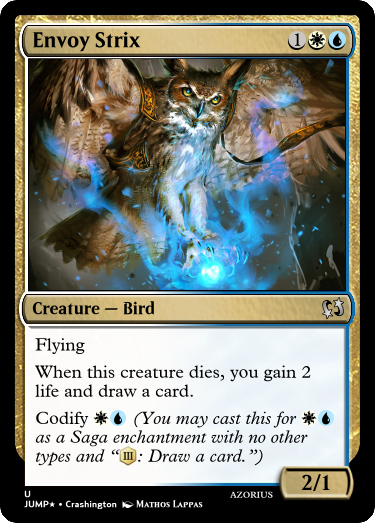 Envoy Strix 1
Creature — Bird
Flying
When this creature dies, you gain 2
life and draw a card.
Codify (You may cast this for
as a Saga enchantment with no other
types and “III: Draw a card.”)
2/1
U
JUMP★ • Crashington Mathos Lappas
AZORIUS